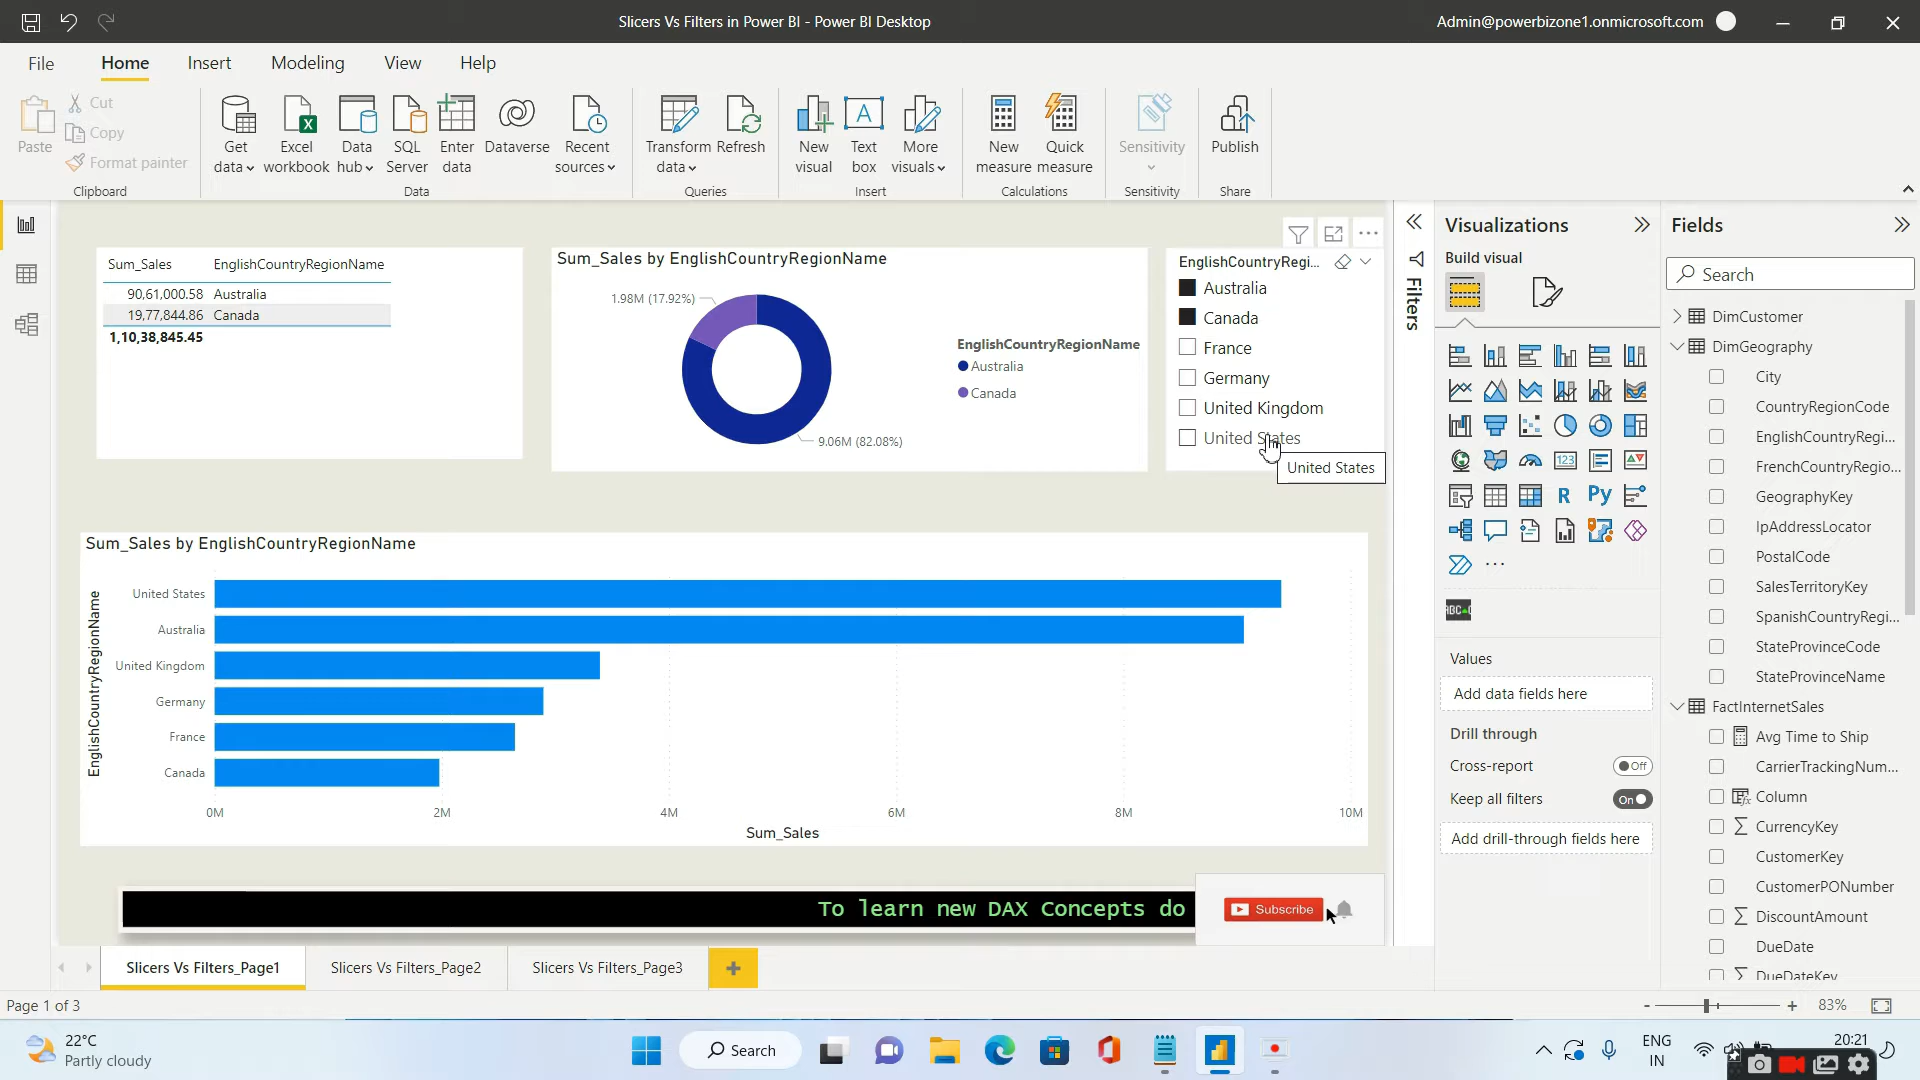 Slicers Vs Filters in Power BI - Power BI Desktop
Admin@powerbizone1.onmicrosoft.com
File
Home
Insert
Modeling
View
Help
Paste
Cut
Copy
Format painter
Clipboard
Get data
Excel workbook
Data hub
SQL Server
Enter data
Dataverse
Recent sources
Data
Transform data
Refresh
Queries
New visual
Text box
More visuals
Insert
New measure
Quick measure
Calculations
Sensitivity
Sensitivity
Publish
Share
Sum_Sales EnglishCountryRegionName
90,61,000.58 Australia
19,77,844.86 Canada
1,10,38,845.45
Sum_Sales by EnglishCountryRegionName
1.98M (17.92%)
9.06M (82.08%)
EnglishCountryRegionName
Australia
Canada
EnglishCountryRegi...
Australia
Canada
France
Germany
United Kingdom
United States
United States
Sum_Sales by EnglishCountryRegionName
EnglishCountryRegionName
United States
Australia
United Kingdom
Germany
France
Canada
0M 2M 4M 6M 8M 10M
Sum_Sales
To learn new DAX Concepts do
Subscribe
Filters
Visualizations
Build visual
123
R
Py
Values
Add data fields here
Drill through
Cross-report
Off
Keep all filters
On
Add drill-through fields here
Fields
Search
DimCustomer
DimGeography
City
CountryRegionCode
EnglishCountryRegi...
FrenchCountryRegio...
GeographyKey
IpAddressLocator
PostalCode
SalesTerritoryKey
SpanishCountryRegi...
StateProvinceCode
StateProvinceName
FactInternetSales
Avg Time to Ship
CarrierTrackingNum...
Column
CurrencyKey
CustomerKey
CustomerPONumber
DiscountAmount
DueDate
DueDateKey
Slicers Vs Filters_Page1
Slicers Vs Filters_Page2
Slicers Vs Filters_Page3
Page 1 of 3
83%
22°C
Partly cloudy
Search
ENG
IN
20:21